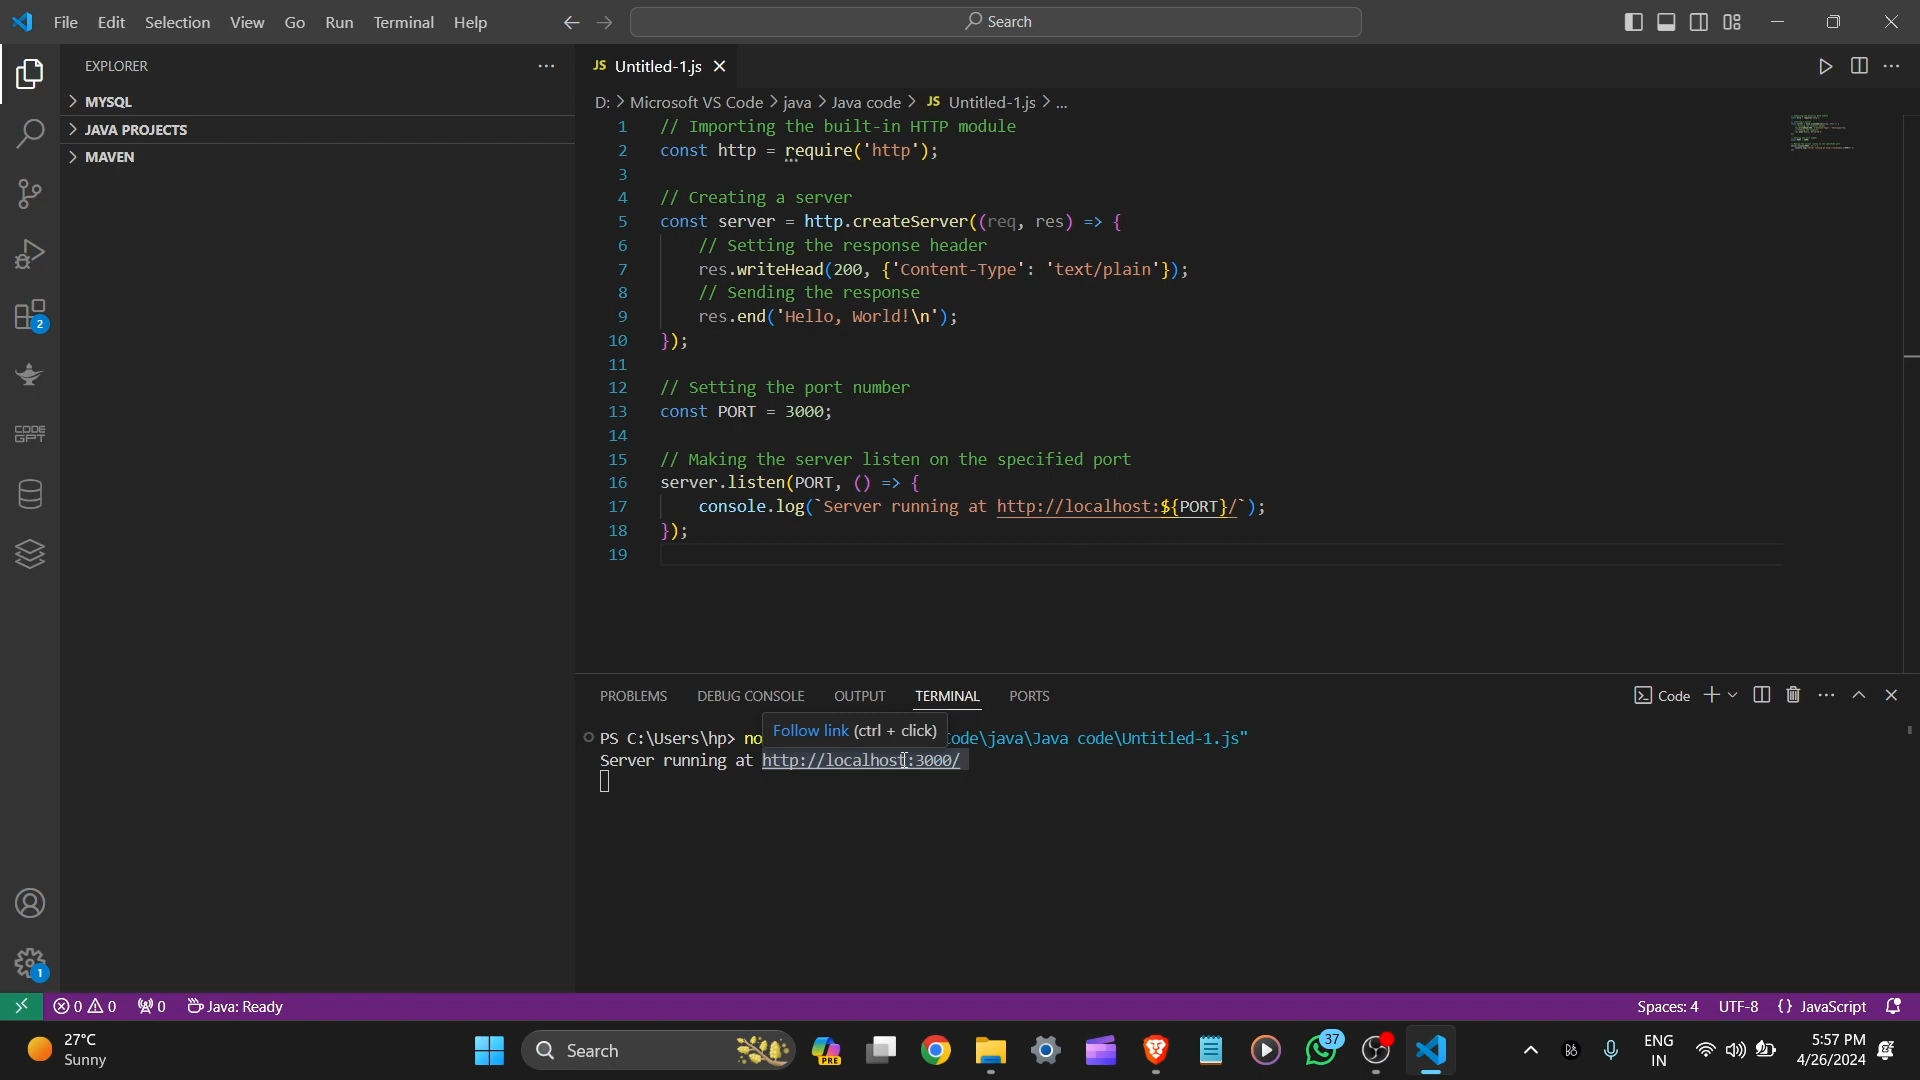 File Edit Selection View Go Run Terminal Help
Search
EXPLORER
MYSQL
JAVA PROJECTS
MAVEN
2
CODE
GPT
1
JS Untitled-1.js
D: > Microsoft VS Code > java > Java code > JS Untitled-1.js > ...
1 // Importing the built-in HTTP module
2 const http = require('http');
3
4 // Creating a server
5 const server = http.createServer((req, res) => {
6 // Setting the response header
7 res.writeHead(200, {'Content-Type': 'text/plain'});
8 // Sending the response
9 res.end('Hello, World!\n');
10 });
11
12 // Setting the port number
13 const PORT = 3000;
14
15 // Making the server listen on the specified port
16 server.listen(PORT, () => {
17 console.log(`Server running at http://localhost:${PORT}/`);
18 });
19
PROBLEMS DEBUG CONSOLE OUTPUT TERMINAL PORTS
Code
Follow link (ctrl + click)
PS C:\Users\hp> no ode\java\Java code\Untitled-1.js"
Server running at http://localhost:3000/
0 0 0 Java: Ready
Spaces: 4 UTF-8 {} JavaScript
27°C
Sunny
Search
PRE
37
ENG
IN
5:57 PM
4/26/2024